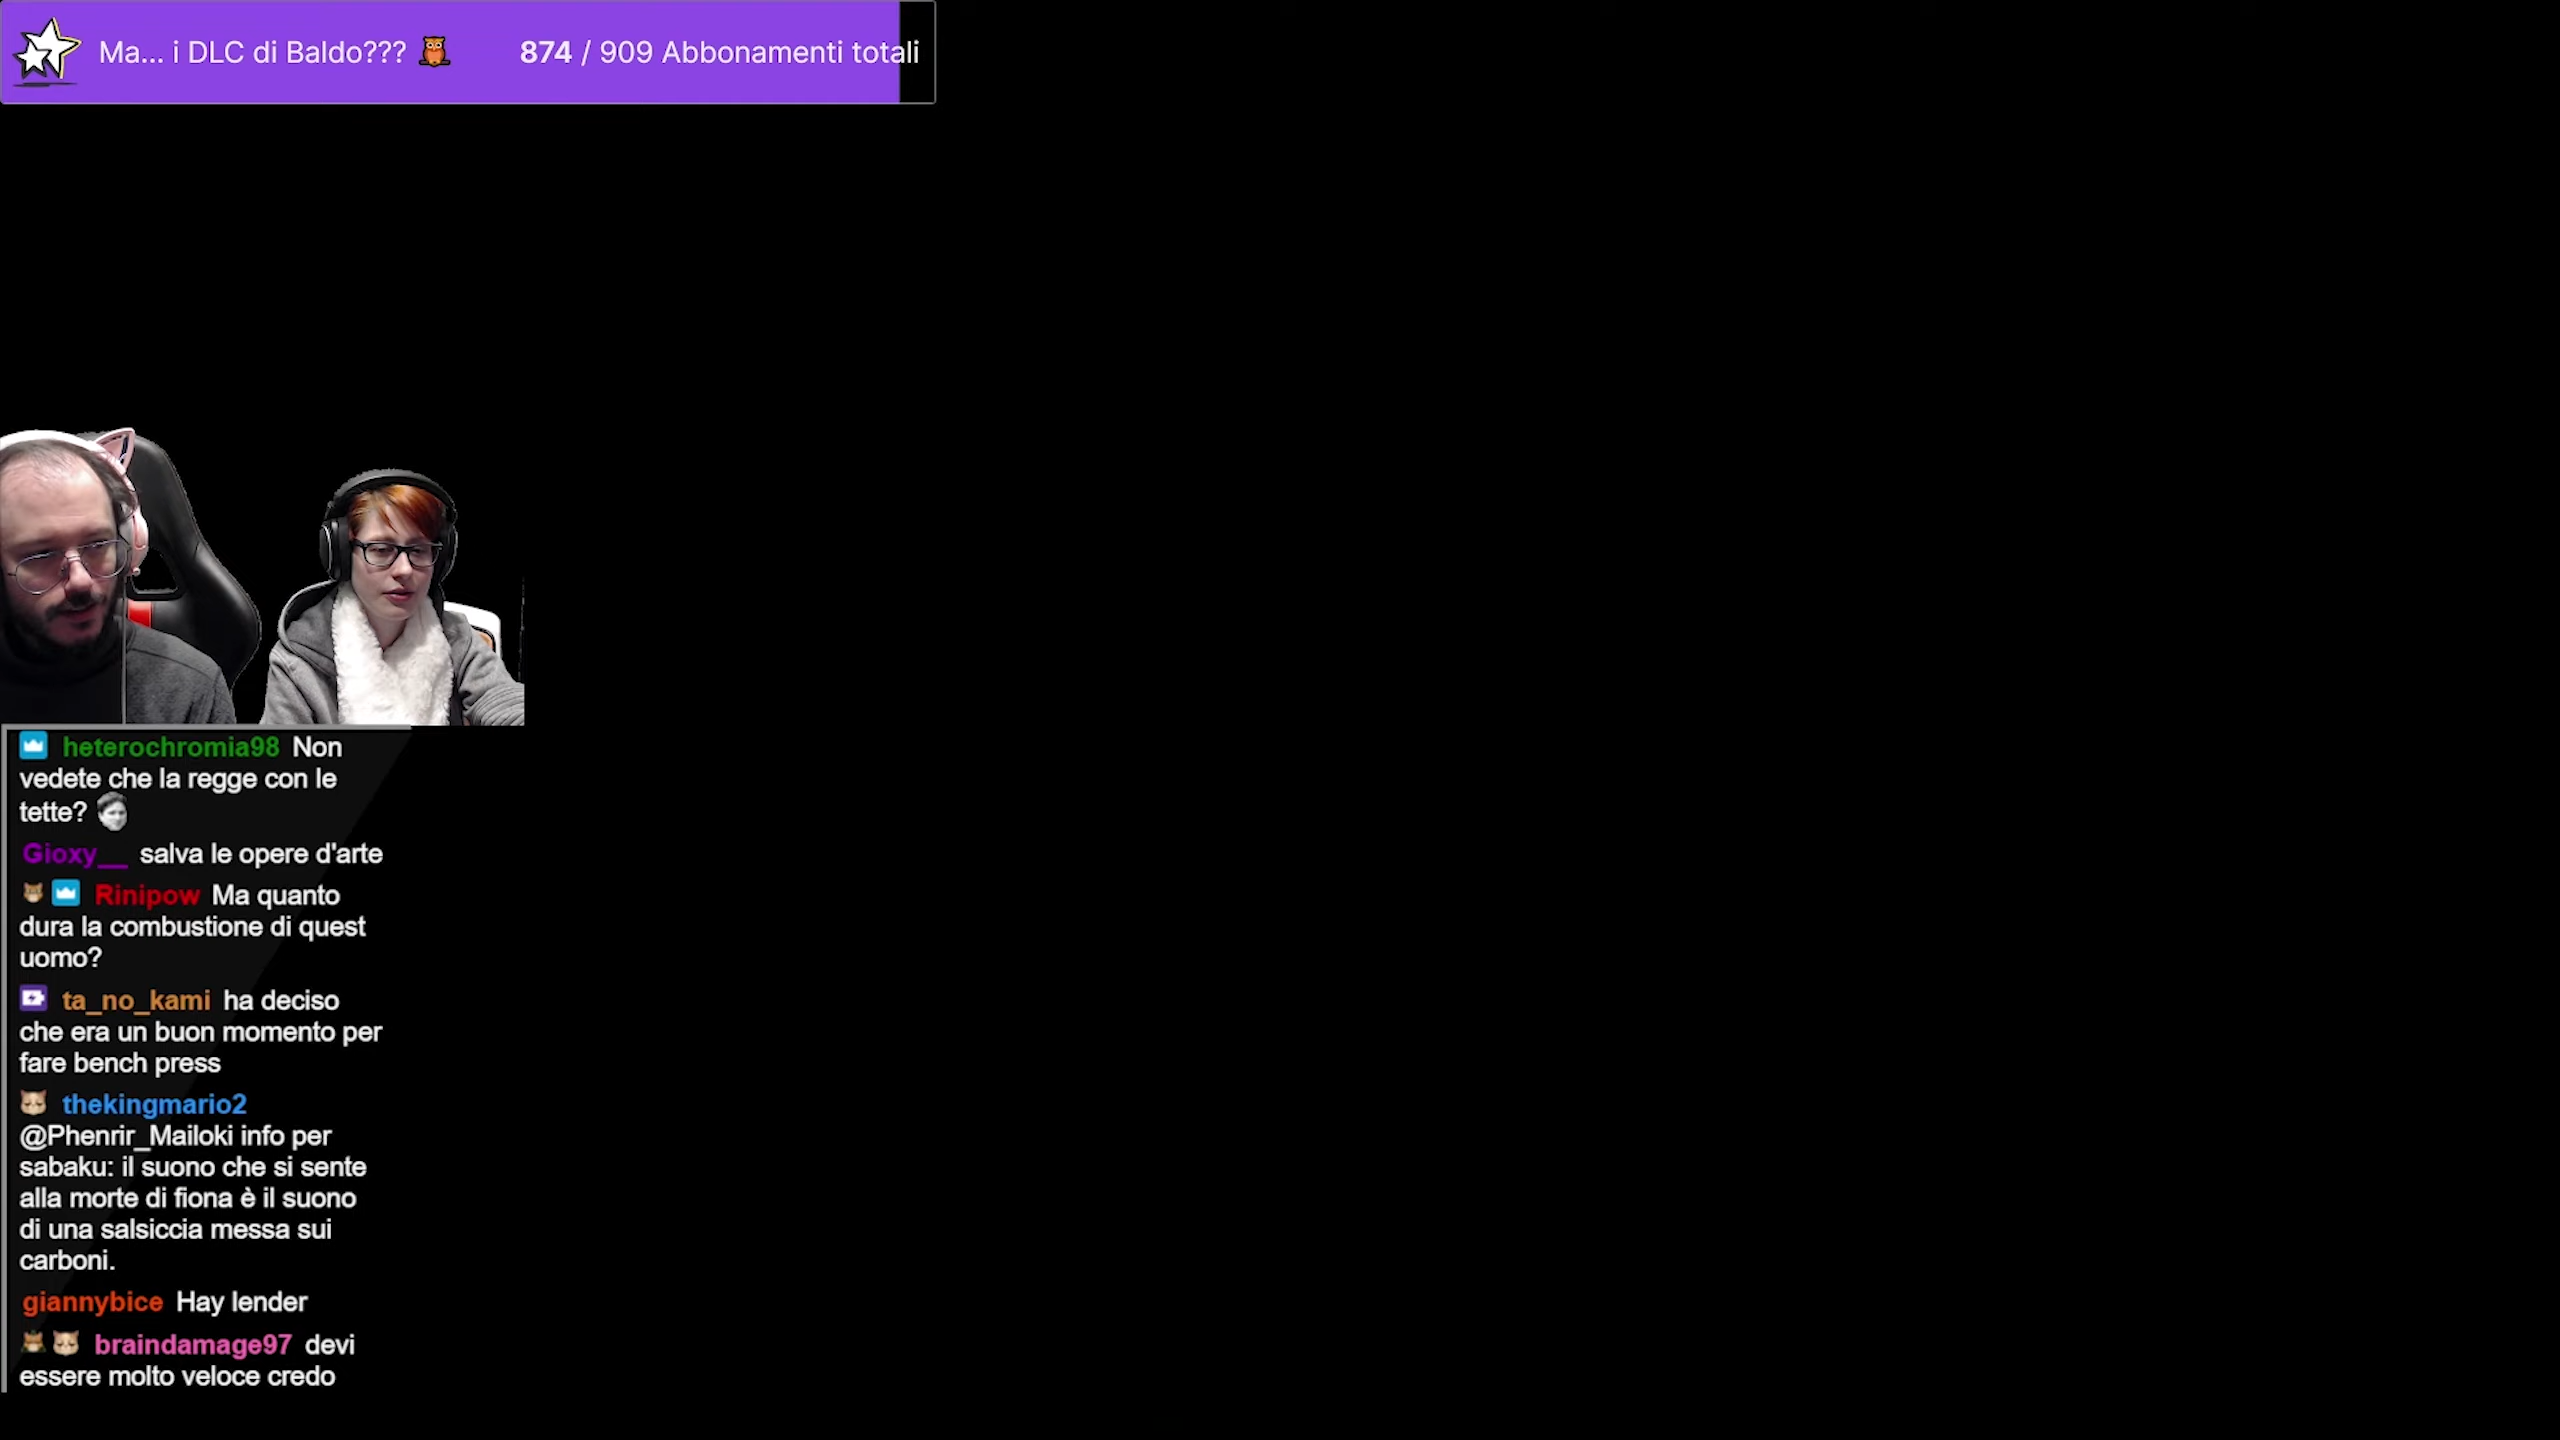 Ma... i DLC di Baldo??? 874 / 909 Abbonamenti totali
heterochromia98 Non
vedete che la regge con le
tette?
Gioxy__ salva le opere d'arte
Rinipow Ma quanto
dura la combustione di quest
uomo?
ta_no_kami ha deciso
che era un buon momento per
fare bench press
thekingmario2
@Phenrir_Mailoki info per
sabaku: il suono che si sente
alla morte di fiona è il suono
di una salsiccia messa sui
carboni.
giannybice Hay lender
braindamage97 devi
essere molto veloce credo